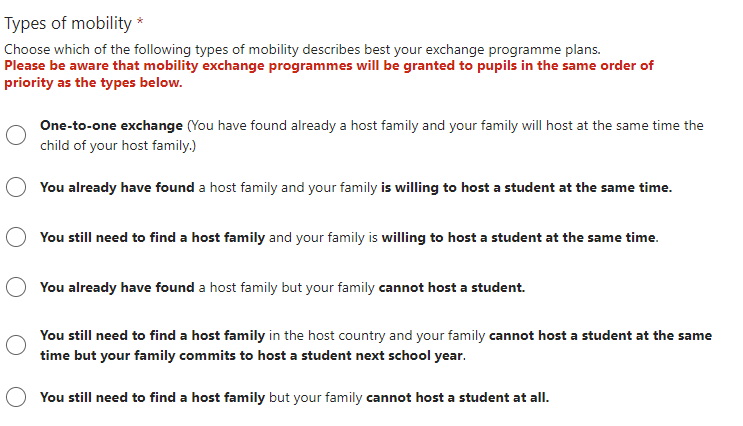 Types of mobility *
Choose which of the following types of mobility describes best your exchange programme plans.
Please be aware that mobility exchange programmes will be granted to pupils in the same order of
priority as the types below.
One-to-one exchange (You have found already a host family and your family will host at the same time the
child of your host family.)
You already have found a host family and your family is willing to host a student at the same time.
You still need to find a host family and your family is willing to host a student at the same time.
You already have found a host family but your family cannot host a student.
You still need to find a host family in the host country and your family cannot host a student at the same
time but your family commits to host a student next school year.
You still need to find a host family but your family cannot host a student at all.